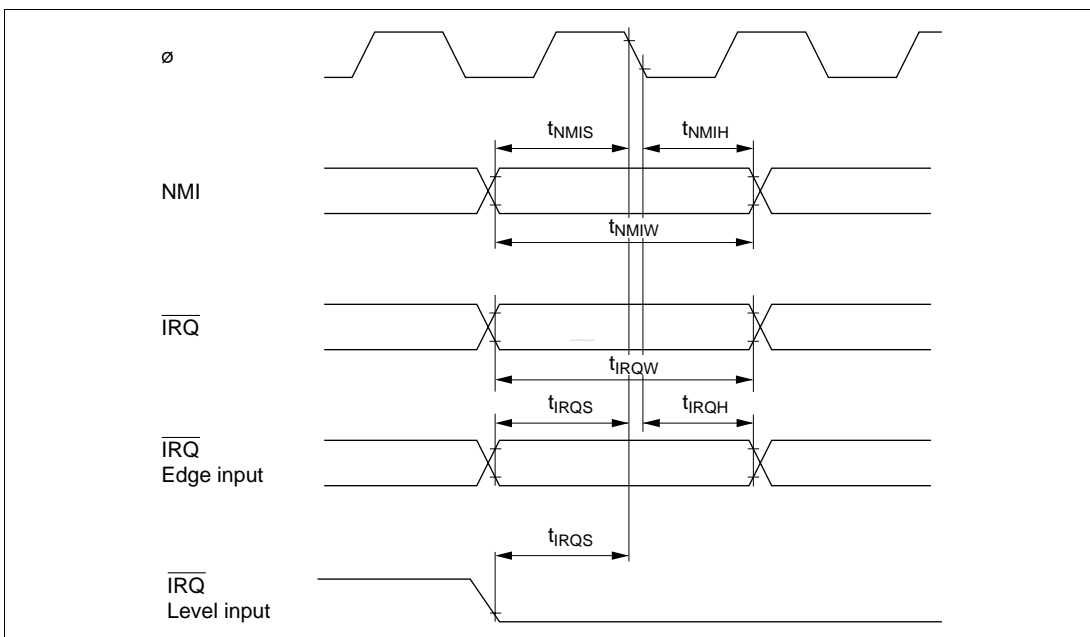 ø
tNMIS
tNMIH
NMI
tNMIW
IRQ
tIRQW
tIRQS
tIRQH
IRQ
Edge input
tIRQS
IRQ
Level input